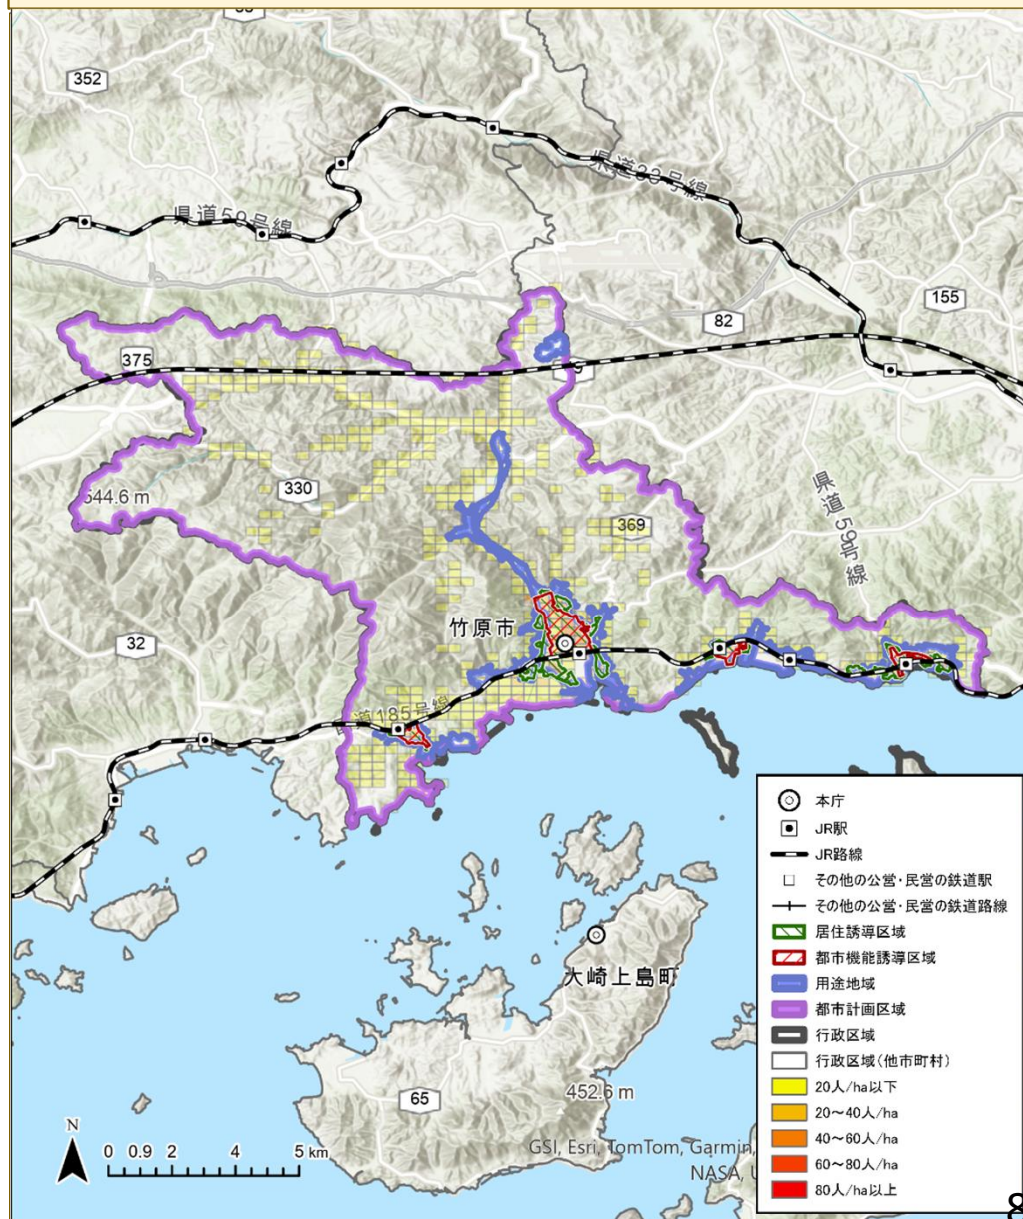 352
県道33号線
県道59号線
155
82
375
544.6 m
330
369
県道59号線
竹原市
32
道185号線
本庁
JR駅
JR路線
その他の公営・民営の鉄道駅
その他の公営・民営の鉄道路線
居住誘導区域
都市機能誘導区域
用途地域
都市計画区域
行政区域
行政区域(他市町村)
20人/ha以下
20~40人/ha
40~60人/ha
60~80人/ha
80人/ha以上
大崎上島町
452.6 m
65
N
0 0.9 2 4 5 km
GSI, Esri, TomTom, Garmin,
NASA,
8